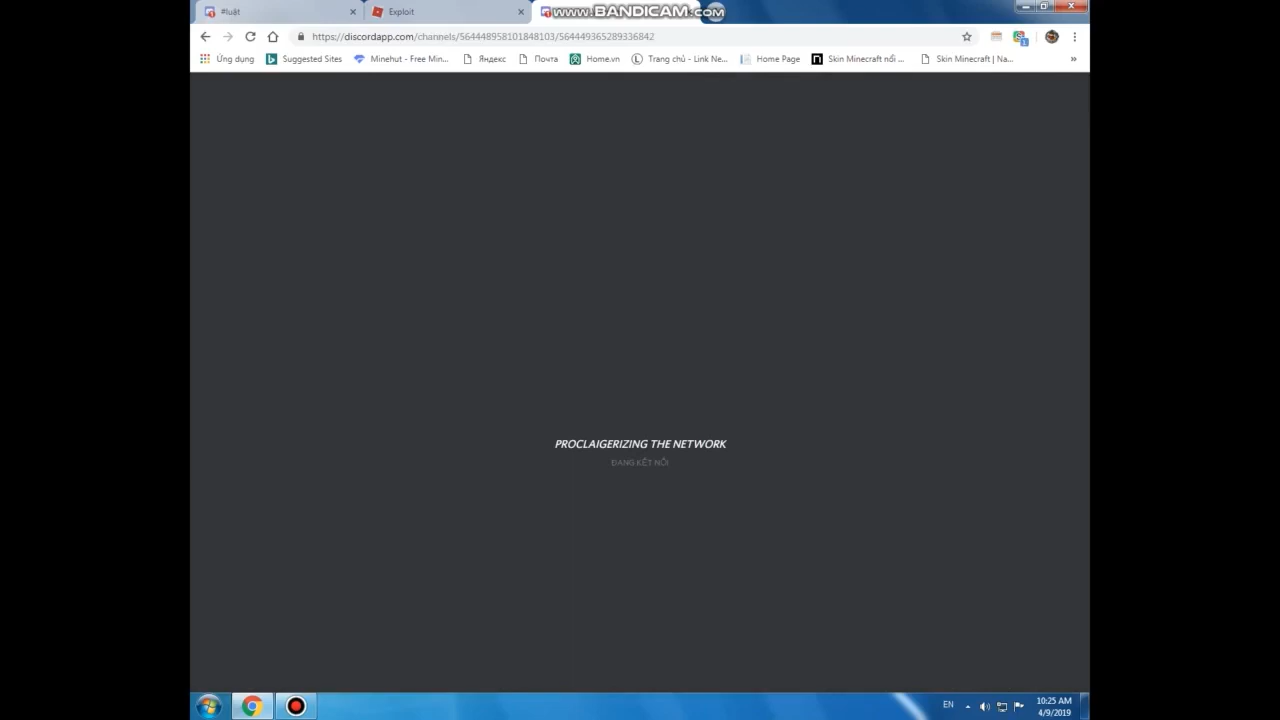 #luật
Exploit
www.BANDICAM.com
https://discordapp.com/channels/564448958101848103/564449365289336842
Ứng dụng
Suggested Sites
Minehut - Free Min...
Яндекс
Почта
Home.vn
Trang chủ - Link Ne...
Home Page
Skin Minecraft nổi ...
Skin Minecraft | Na...
»
PROCLAIGERIZING THE NETWORK
ĐANG KẾT NỐI
EN
10:25 AM
4/9/2019